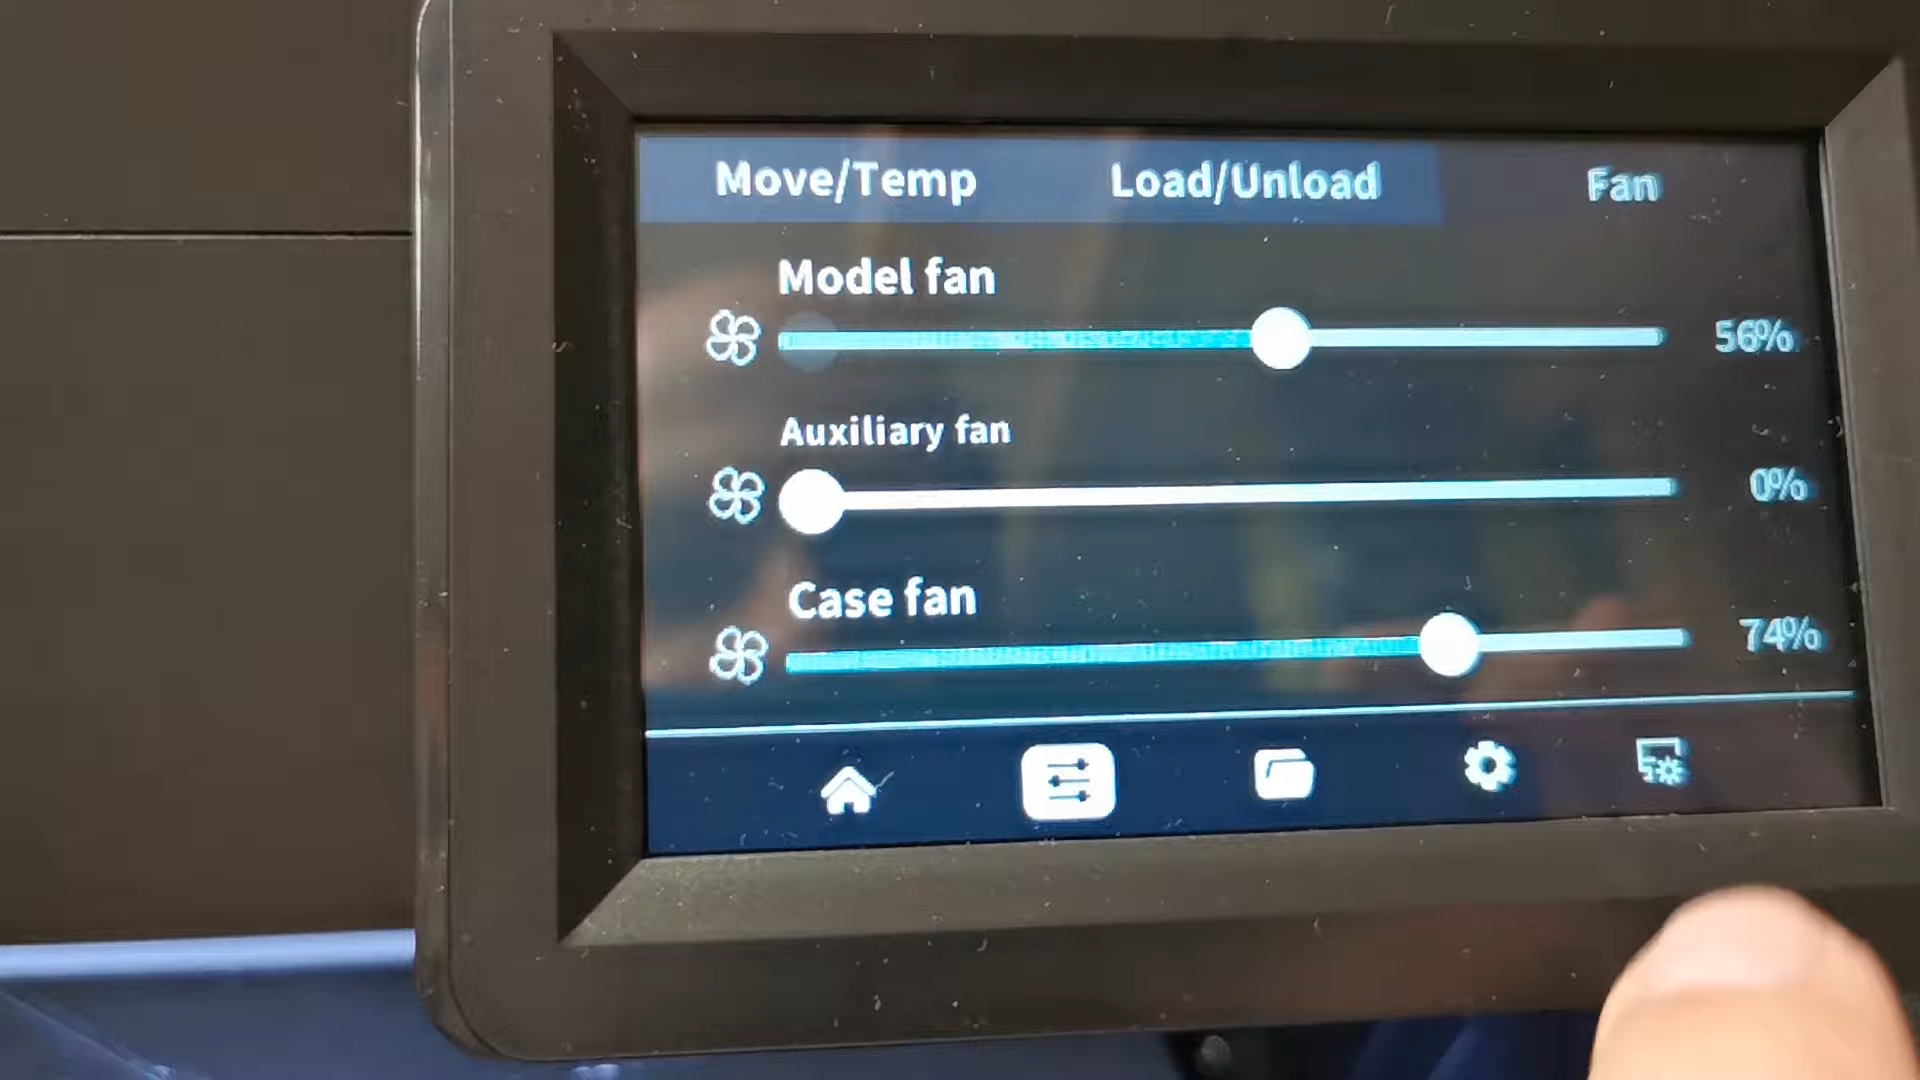 Move/Temp Load/Unload Fan
Model fan
56%
Auxiliary fan
0%
Case fan
74%